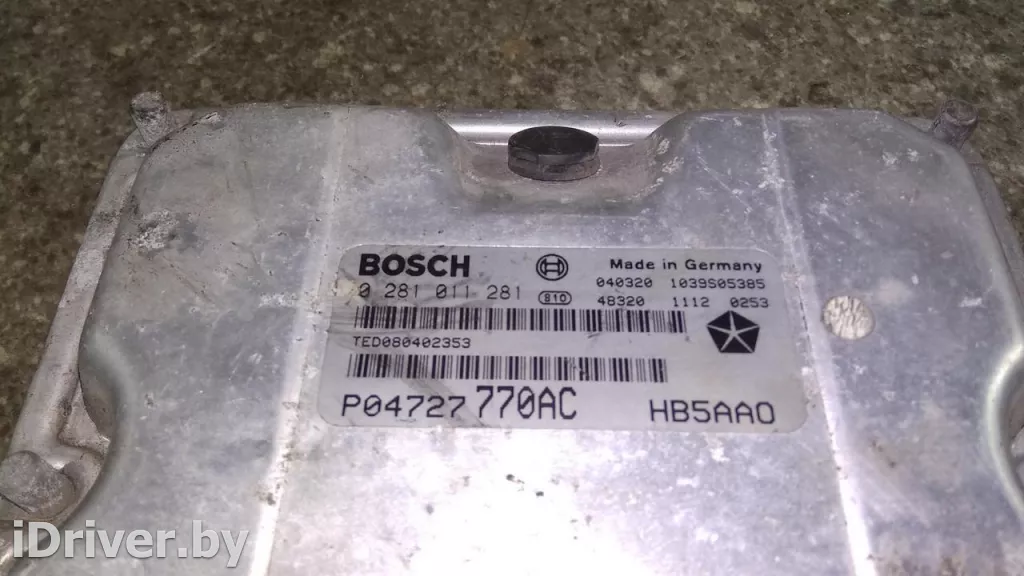 BOSCH Made in Germany
0 281 011 281 040320 1039S05385
810 48320 1112 0253
TED080402353
P04727770AC HB5AA0
iDriver.by